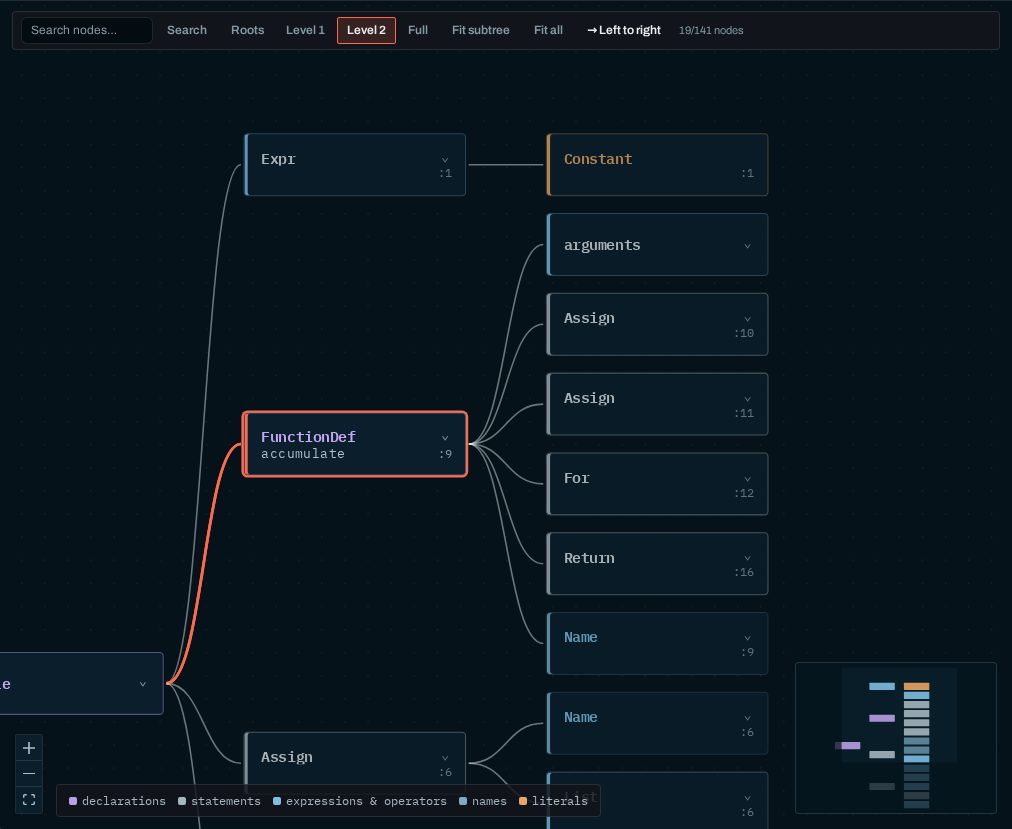 Search nodes... Search Roots Level 1 Level 2 Full Fit subtree Fit all → Left to right 19/141 nodes
Expr
:1
Constant
:1
arguments
Assign
:10
Assign
:11
FunctionDef
accumulate :9
For
:12
Return
:16
Name
:9
Name
:6
Assign
:6
:6
declarations statements expressions & operators names literals